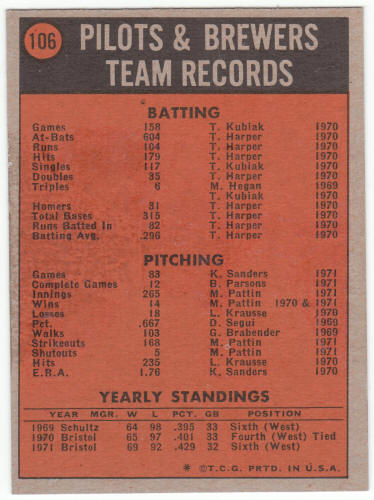 106 PILOTS & BREWERS
TEAM RECORDS
BATTING
Games 158 T. Kubiak 1970
At-Bats 604 T. Harper 1970
Runs 104 T. Harper 1970
Hits 179 T. Harper 1970
Singles 117 T. Harper 1970
Doubles 35 T. Harper 1970
Triples 6 M. Hegan 1969
T. Kubiak 1970
Homers 31 T. Harper 1970
Total Bases 315 T. Harper 1970
Runs Batted In 82 T. Harper 1970
Batting Avg. .296 T. Harper 1970
PITCHING
Games 83 K. Sanders 1971
Complete Games 12 B. Parsons 1971
Innings 265 M. Pattin 1971
Wins 14 M. Pattin 1970 & 1971
Losses 18 L. Krausse 1970
Pct. .667 D. Segui 1969
Walks 103 G. Brabender 1969
Strikeouts 168 M. Pattin 1971
Shutouts 5 M. Pattin 1971
Hits 235 L. Krausse 1970
E.R.A. 1.76 K. Sanders 1970
YEARLY STANDINGS
YEAR MGR. W L PCT. GB POSITION
1969 Schultz 64 98 .395 33 Sixth (West)
1970 Bristol 65 97 .401 33 Fourth (West) Tied
1971 Bristol 69 92 .429 32 Sixth (West)
* ©T.C.G. PRTD. IN U.S.A.